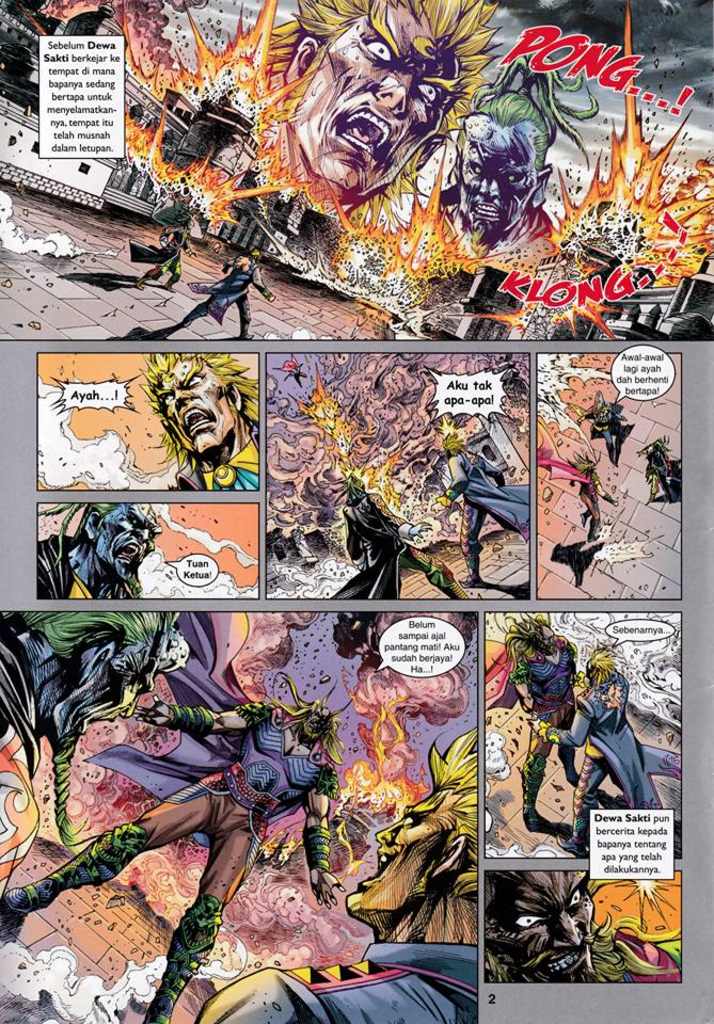 Sebelum Dewa
Sakti berkejar ke
tempat di mana
bapanya sedang
bertapa untuk
menyelamatkan-
nya, tempat itu
telah musnah
dalam letupan.
PONG...!
KLONG...!
Ayah...!
Tuan
Ketua!
Aku tak
apa-apa!
Awal-awal
lagi ayah
dah berhenti
bertapa!
Belum
sampai ajal
pantang mati! Aku
sudah berjaya!
Ha...!
Sebenarnya...
Dewa Sakti pun
bercerita kepada
bapanya tentang
apa yang telah
dilakukannya.
2